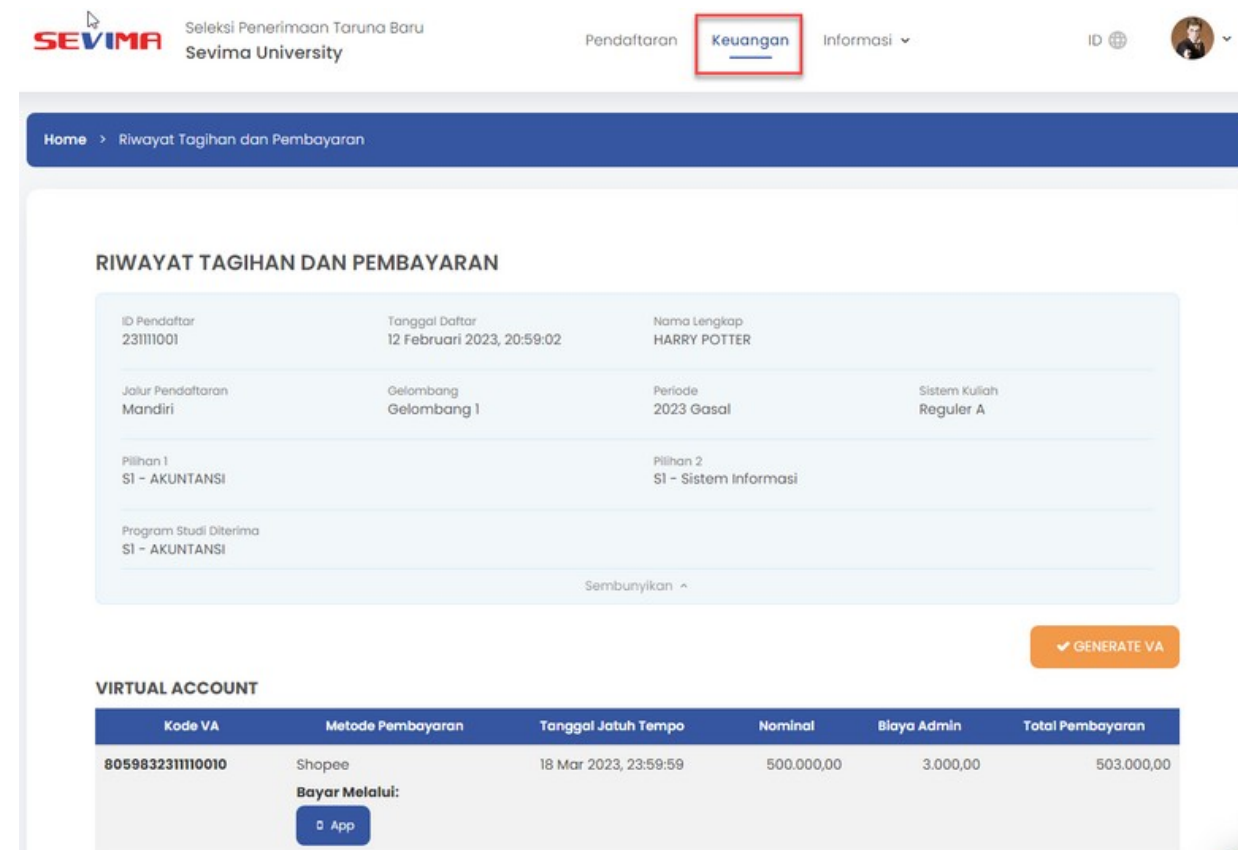 SEVIMA
Seleksi Penerimaan Taruna Baru
Sevima University
Pendaftaran Keuangan Informasi ID
Home > Riwayat Tagihan dan Pembayaran
RIWAYAT TAGIHAN DAN PEMBAYARAN
ID Pendaftar Tanggal Daftar Nama Lengkap
231111001 12 Februari 2023, 20:59:02 HARRY POTTER
Jalur Pendaftaran Gelombang Periode Sistem Kuliah
Mandiri Gelombang 1 2023 Gasal Reguler A
Pilihan 1 Pilihan 2
S1 - AKUNTANSI S1 - Sistem Informasi
Program Studi Diterima
S1 - AKUNTANSI
Sembunyikan
GENERATE VA
VIRTUAL ACCOUNT
Kode VA Metode Pembayaran Tanggal Jatuh Tempo Nominal Biaya Admin Total Pembayaran
8059832311110010 Shopee 18 Mar 2023, 23:59:59 500.000,00 3.000,00 503.000,00
Bayar Melalui:
App